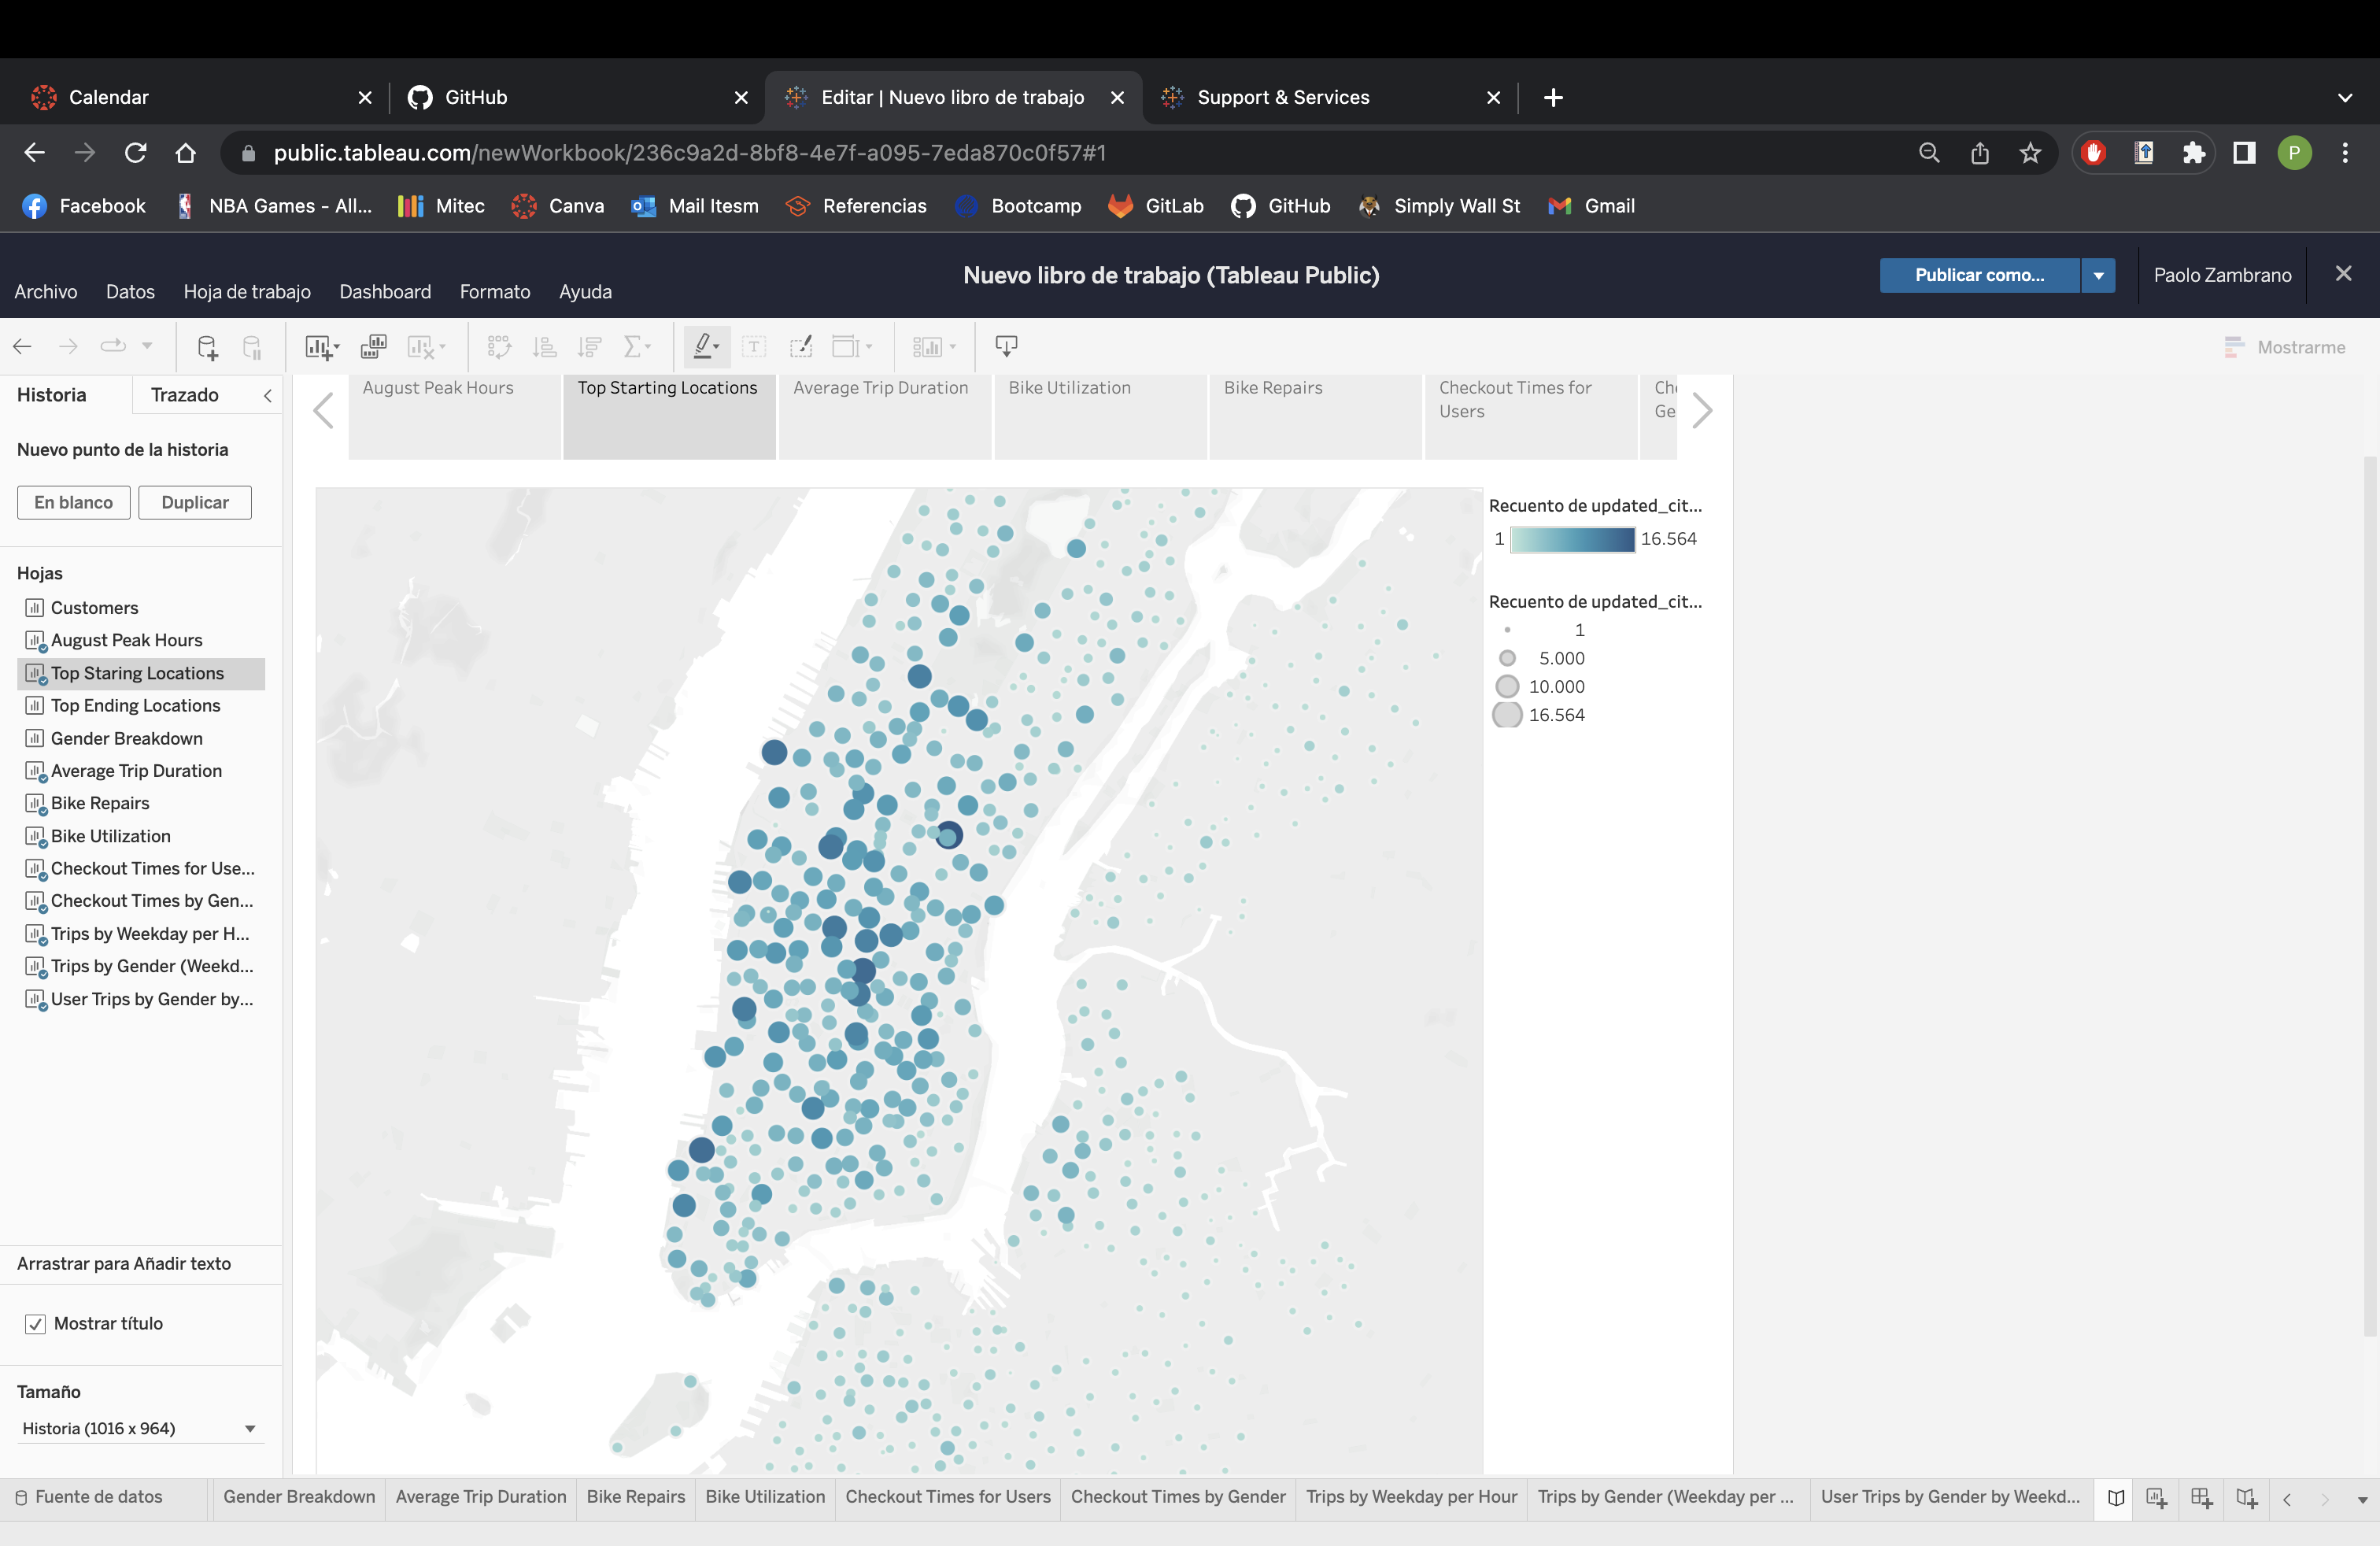 Calendar
GitHub
Editar | Nuevo libro de trabajo
Support & Services
public.tableau.com/newWorkbook/236c9a2d-8bf8-4e7f-a095-7eda870c0f57#1
P
Facebook
NBA Games - All...
Mitec
Canva
Mail Itesm
Referencias
Bootcamp
GitLab
GitHub
Simply Wall St
Gmail
Nuevo libro de trabajo (Tableau Public)
Publicar como...
Paolo Zambrano
Archivo
Datos
Hoja de trabajo
Dashboard
Formato
Ayuda
Mostrarme
Historia
Trazado
Nuevo punto de la historia
En blanco
Duplicar
Hojas
Customers
August Peak Hours
Top Staring Locations
Top Ending Locations
Gender Breakdown
Average Trip Duration
Bike Repairs
Bike Utilization
Checkout Times for Use...
Checkout Times by Gen...
Trips by Weekday per H...
Trips by Gender (Weekd...
User Trips by Gender by...
Arrastrar para Añadir texto
Mostrar título
Tamaño
Historia (1016 x 964)
August Peak Hours
Top Starting Locations
Average Trip Duration
Bike Utilization
Bike Repairs
Checkout Times for
Users
Che
Ge
Recuento de updated_cit...
1
16.564
Recuento de updated_cit...
1
5.000
10.000
16.564
Fuente de datos
Gender Breakdown
Average Trip Duration
Bike Repairs
Bike Utilization
Checkout Times for Users
Checkout Times by Gender
Trips by Weekday per Hour
Trips by Gender (Weekday per ...
User Trips by Gender by Weekd...